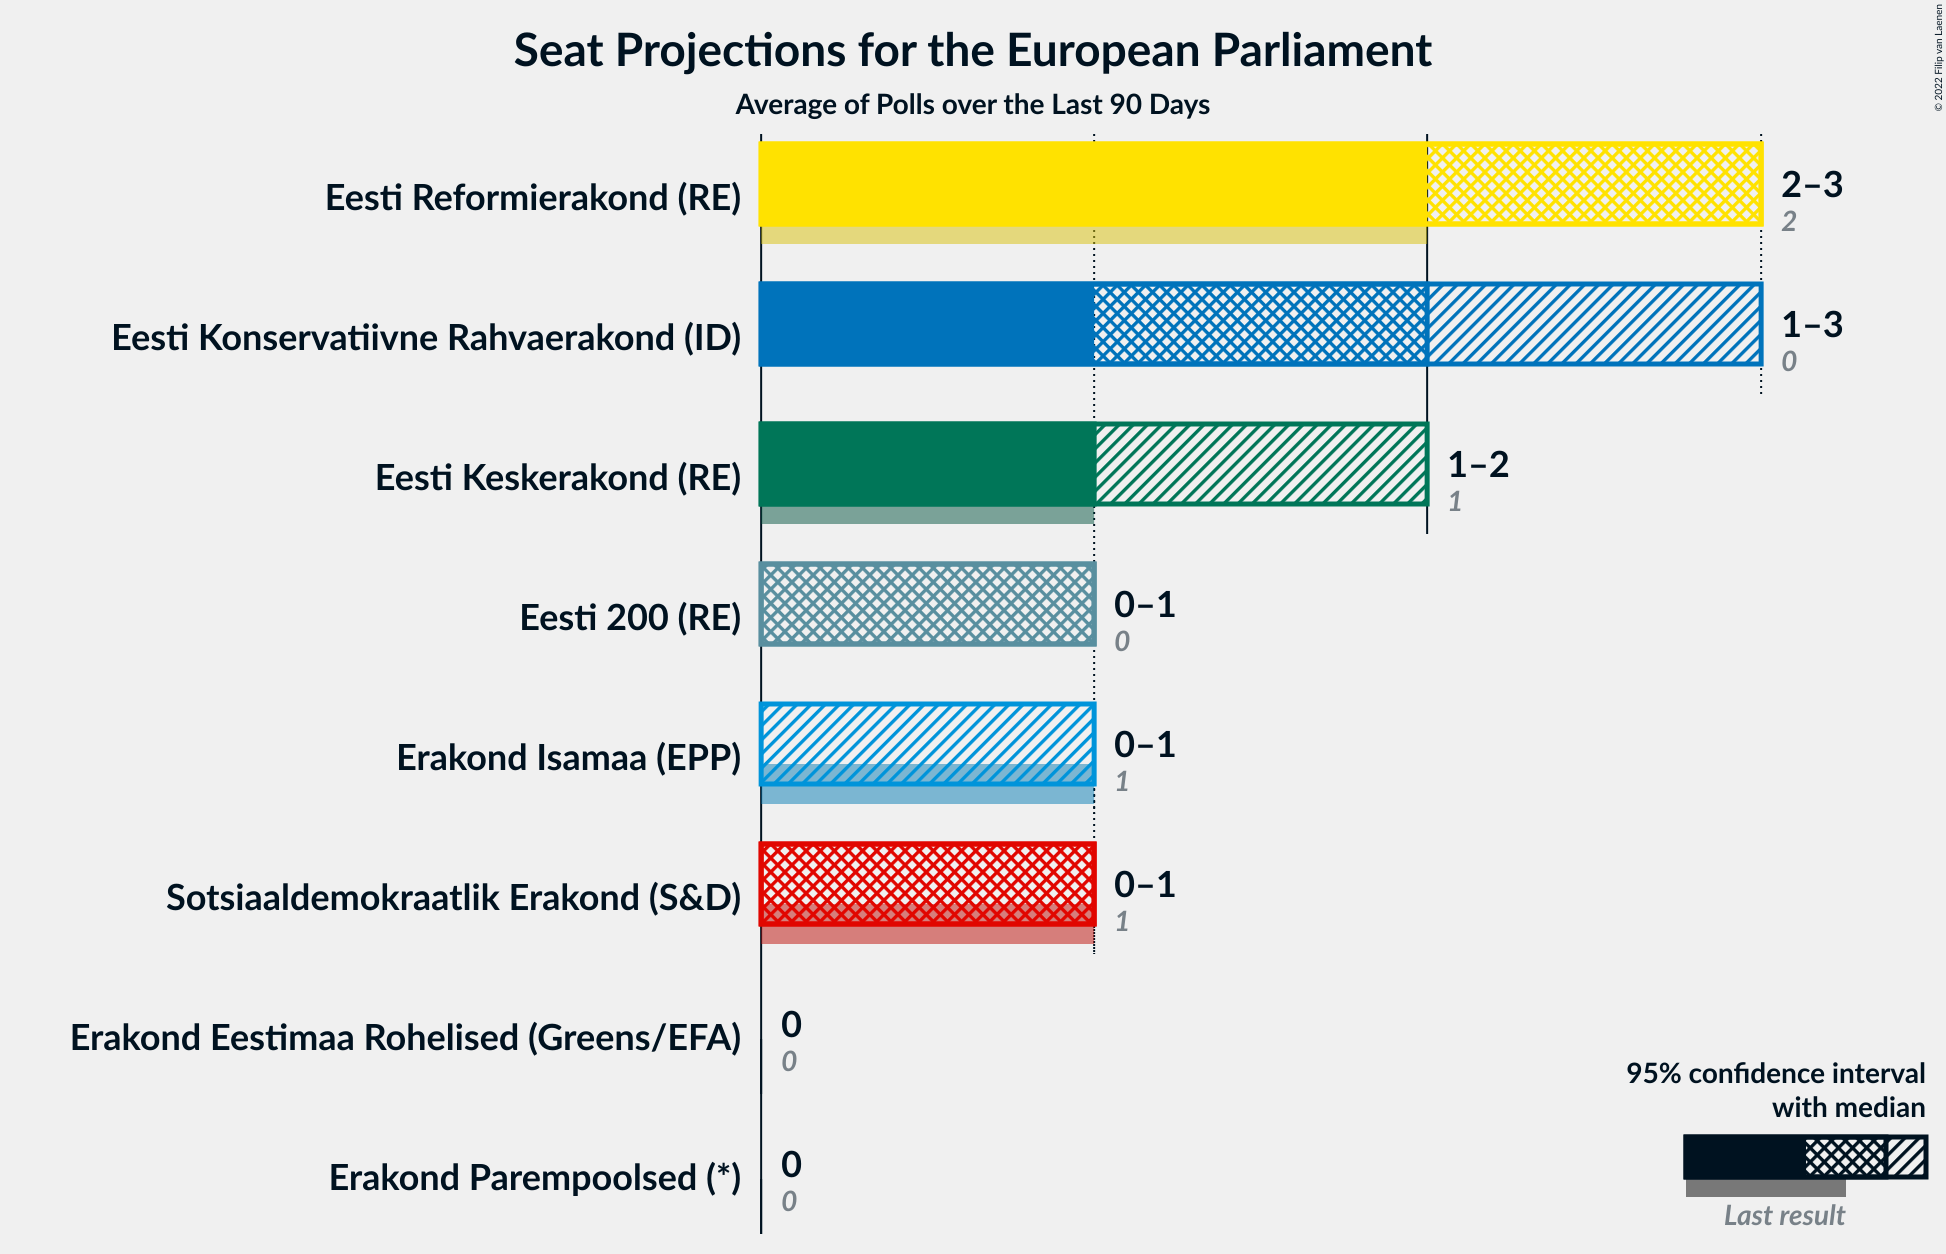 Seat Projections for the European Parliament
Average of Polls over the Last 90 Days
© 2022 Filip van Laenen
Eesti Reformierakond (RE)
2–3
2
Eesti Konservatiivne Rahvaerakond (ID)
1–3
0
Eesti Keskerakond (RE)
1–2
1
Eesti 200 (RE)
0–1
0
Erakond Isamaa (EPP)
0–1
1
Sotsiaaldemokraatlik Erakond (S&D)
0–1
1
Erakond Eestimaa Rohelised (Greens/EFA)
0
0
Erakond Parempoolsed (*)
0
0
95% confidence interval
with median
Last result